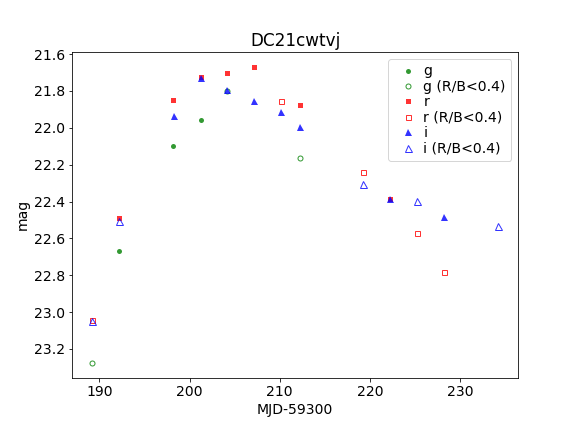 DC21cwtvj
21.6
21.8
22.0
22.2
22.4
22.6
22.8
23.0
23.2
mag
g
g (R/B<0.4)
r
r (R/B<0.4)
i
i (R/B<0.4)
190 200 210 220 230
MJD-59300